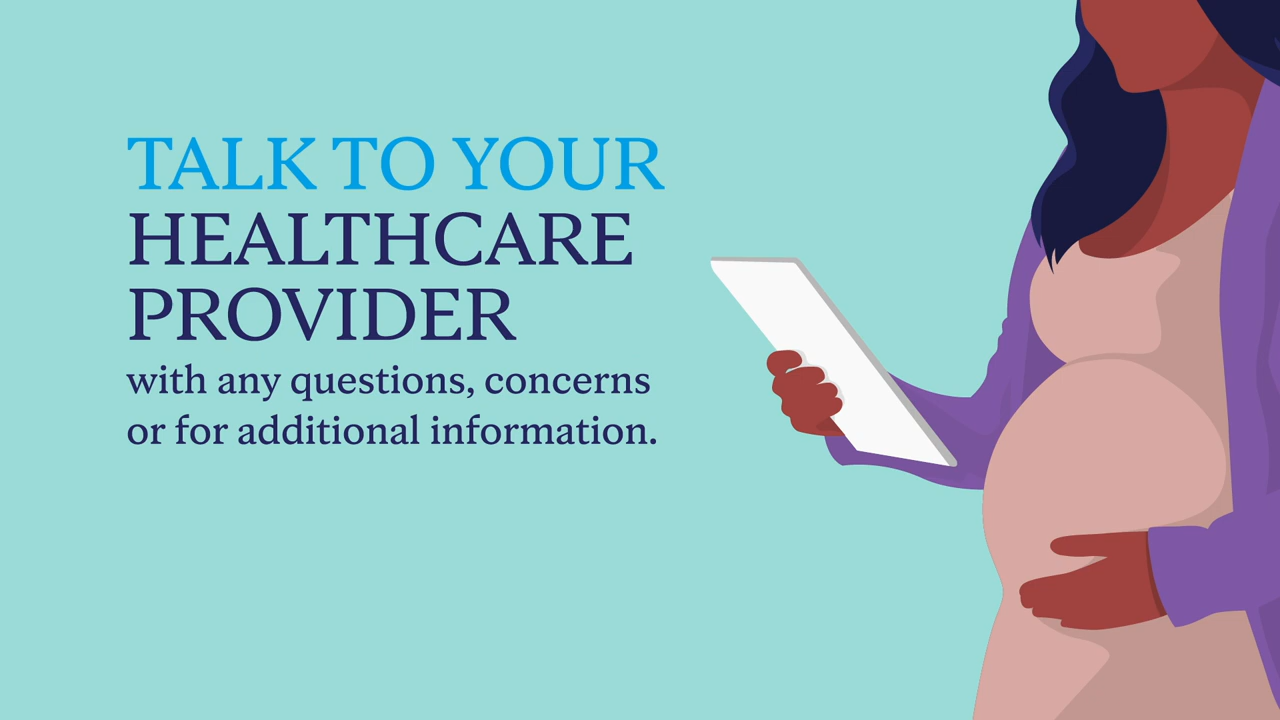 TALK TO YOUR
HEALTHCARE
PROVIDER
with any questions, concerns
or for additional information.